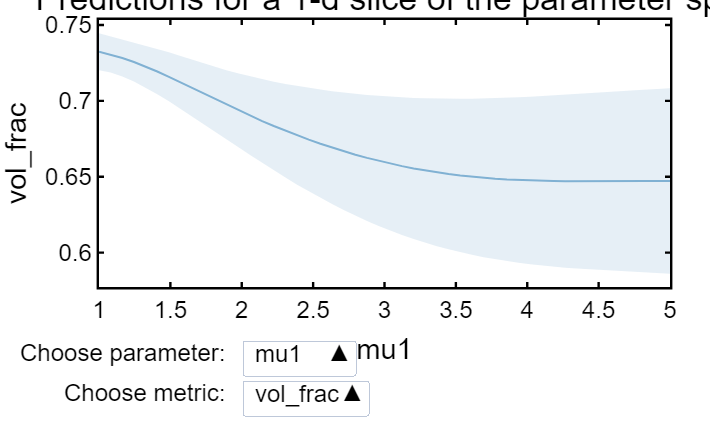 Predictions for a 1-d slice of the parameter
0.75
0.7
0.65
0.6
vol_frac
1 1.5 2 2.5 3 3.5 4 4.5 5
mu1
Choose parameter: mu1 ▲
Choose metric: vol_frac ▲